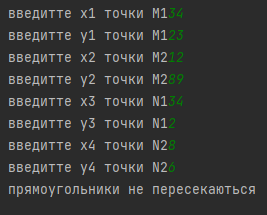 введитте x1 точки M134
введитте y1 точки M123
введитте x2 точки M212
введитте y2 точки M289
введитте x3 точки N134
введитте y3 точки N12
введитте x4 точки N28
введитте y4 точки N26
прямоугольники не пересекаються